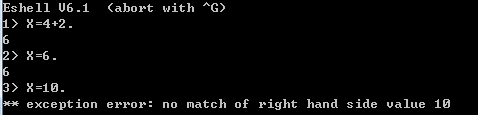 Eshell V6.1  (abort with ^G)
1> X=4+2.
6
2> X=6.
6
3> X=10.
** exception error: no match of right hand side value 10